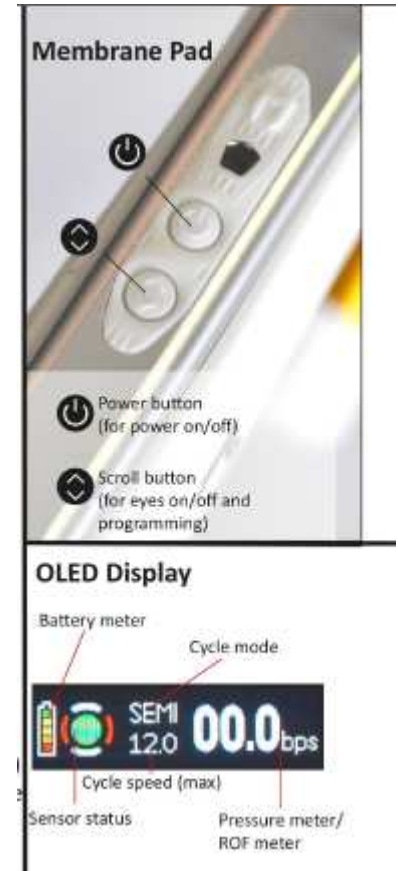 Membrane Pad
Power button
(for power on/off)
Scroll button
(for eyes on/off and
programming)
OLED Display
Battery meter
Cycle mode
SEMI
12.0
00.0bps
Cycle speed (max)
Sensor status
Pressure meter/
ROF meter